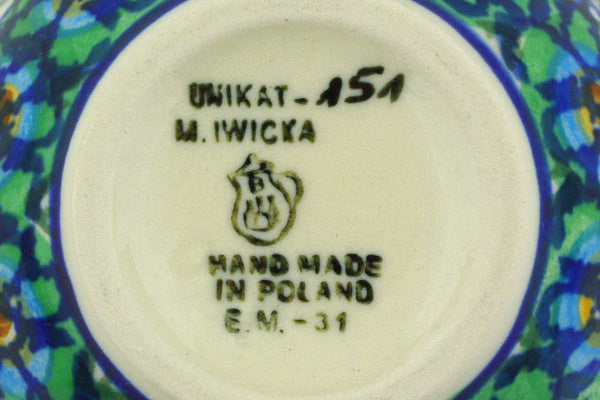 UNIKAT-151
M. IWICKA
HAND MADE
IN POLAND
E.M.-31